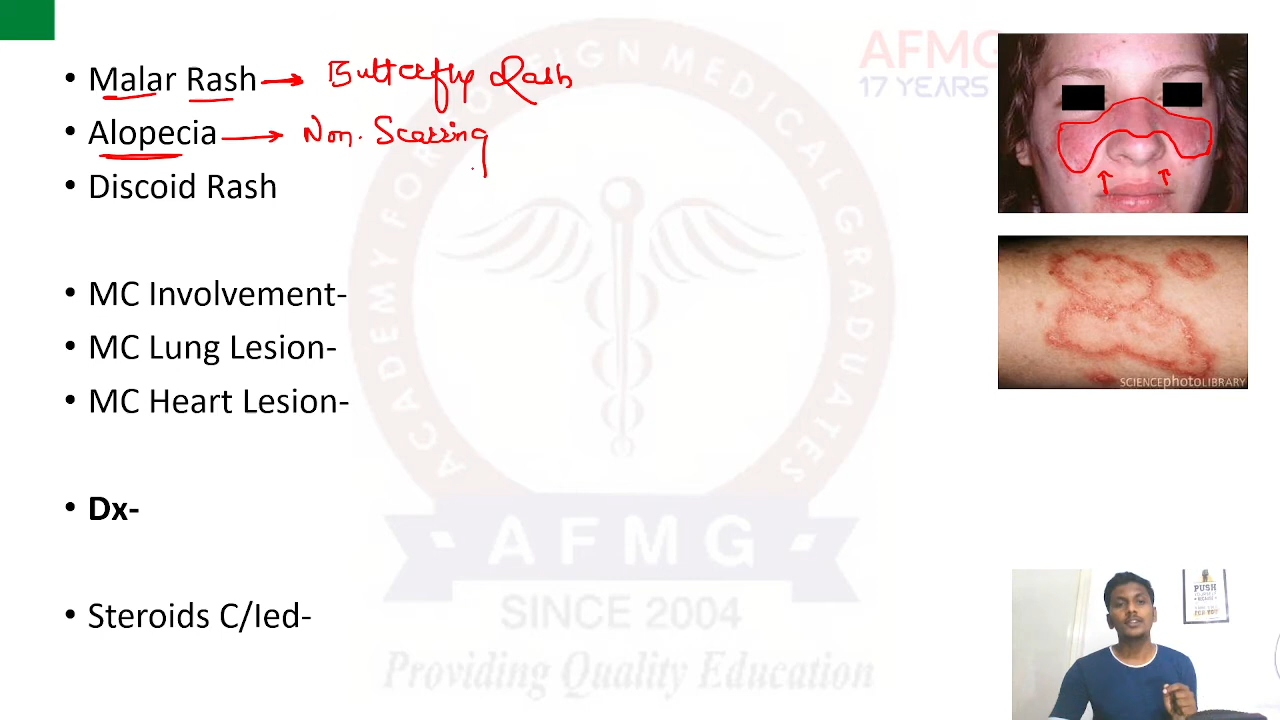 AFMG
17 YEARS
• Malar Rash → Butterfly Rash
• Alopecia → Non. Scarring
• Discoid Rash
• MC Involvement-
• MC Lung Lesion-
• MC Heart Lesion-
• Dx-
• Steroids C/Ied-
SCIENCEPHOTOLIBRARY
ACCADEMY FOR FOREIGN MEDICAL GRADUATES
AFMG
SINCE 2004
Providing Quality Education
PUSH